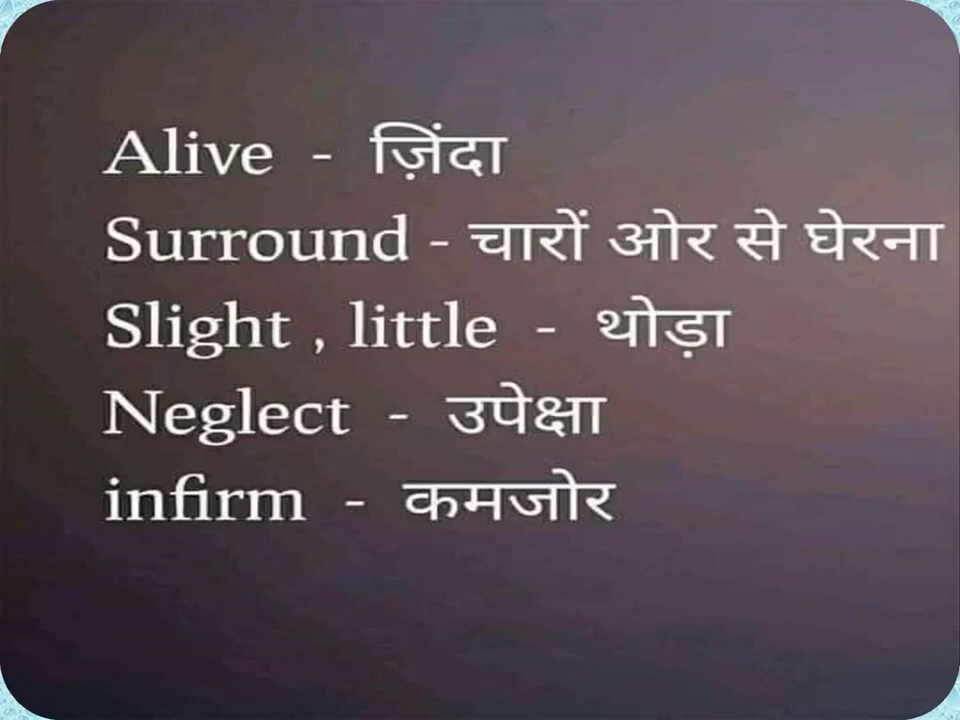 Alive - ज़िंदा
Surround - चारों ओर से घेरना
Slight , little - थोड़ा
Neglect - उपेक्षा
infirm - कमजोर